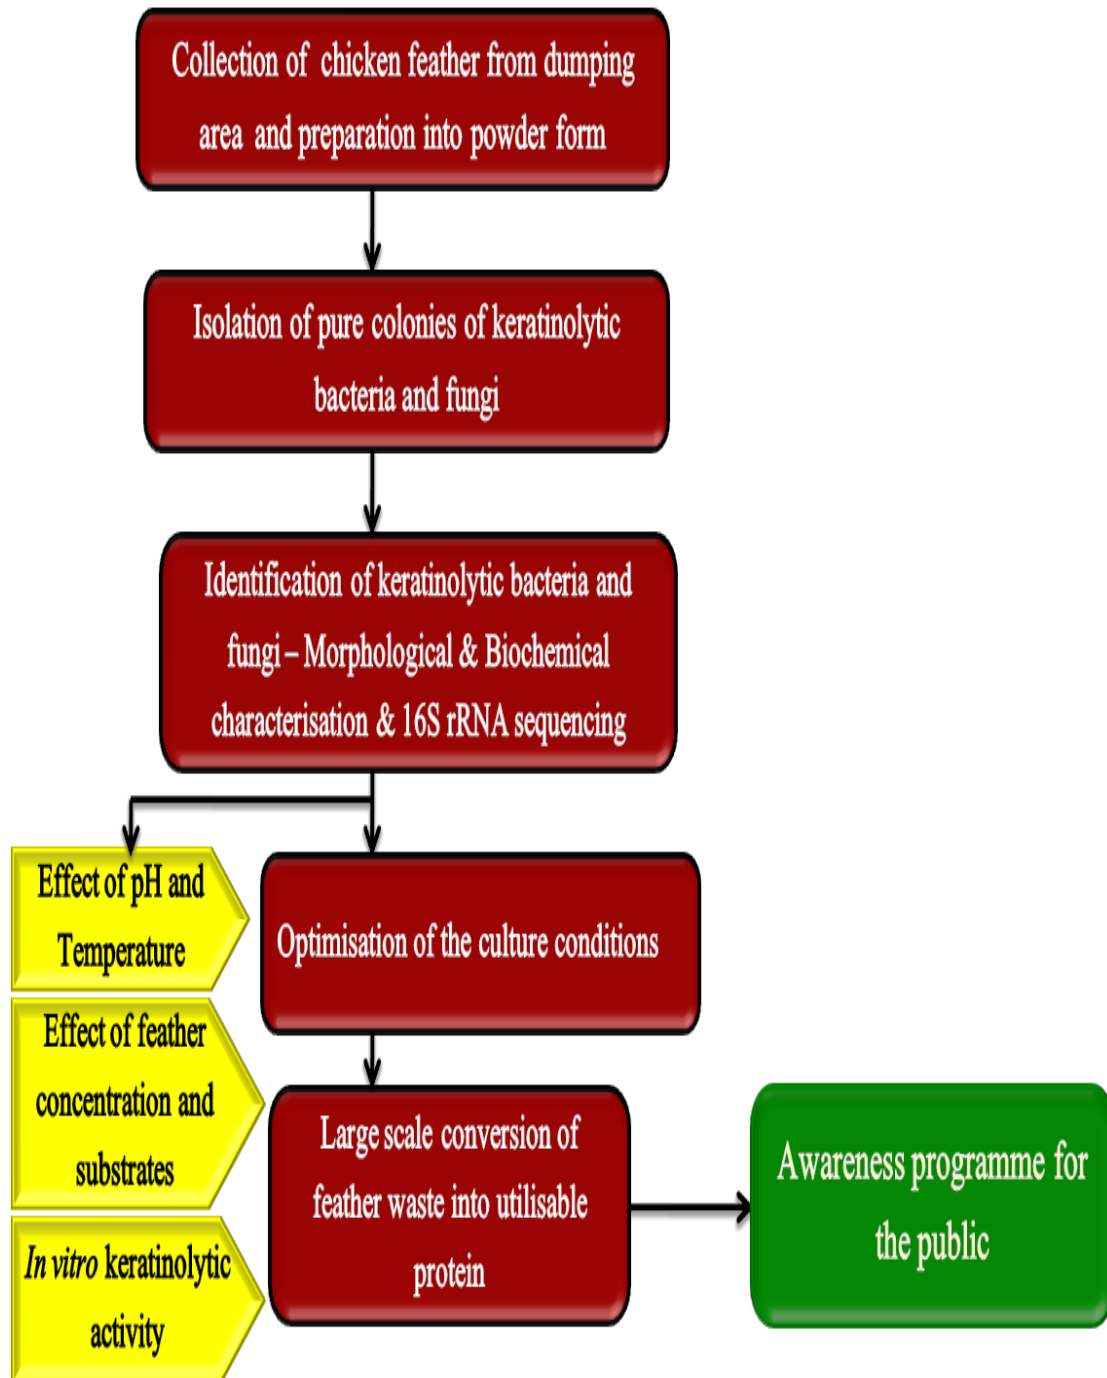 Collection of chicken feather from dumping
area and preparation into powder form
Isolation of pure colonies of keratinolytic
bacteria and fungi
Identification of keratinolytic bacteria and
fungi – Morphological & Biochemical
characterisation & 16S rRNA sequencing
Effect of pH and
Temperature
Optimisation of the culture conditions
Effect of feather
concentration and
substrates
Large scale conversion of
feather waste into utilisable
protein
Awareness programme for
the public
In vitro keratinolytic
activity